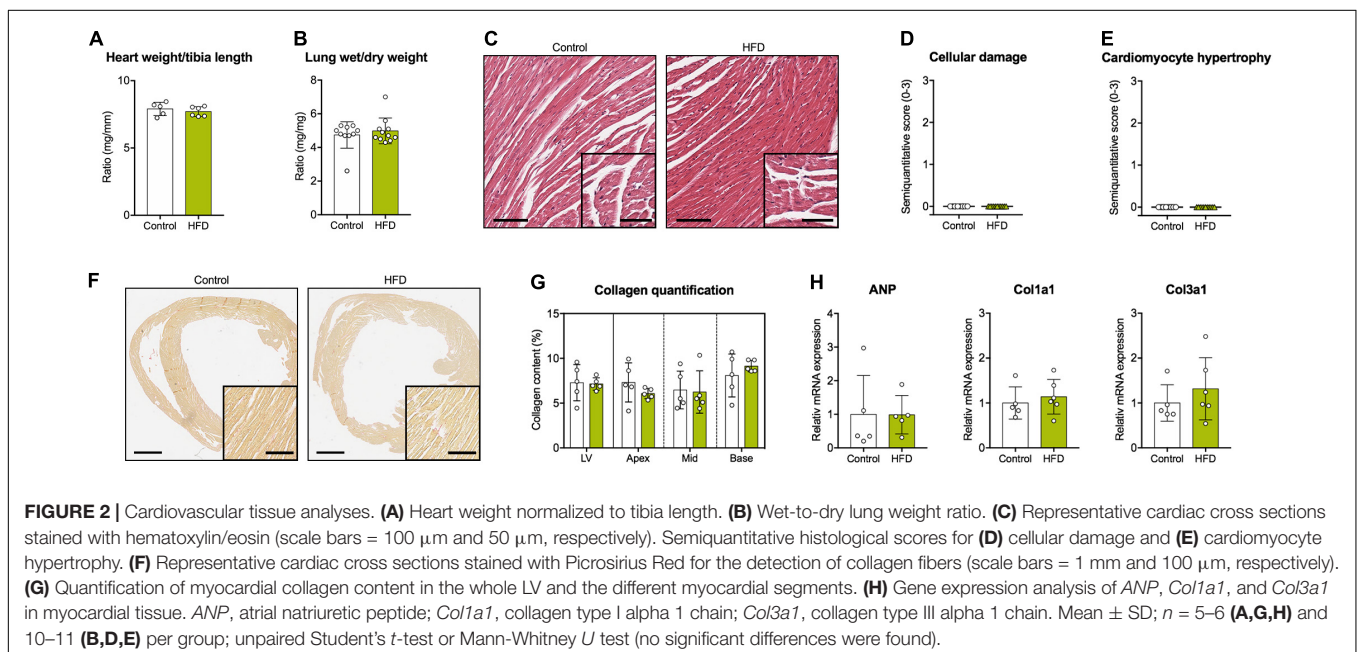 A
Heart weight/tibia length
Ratio (mg/mm)
10
5
0
Control HFD
B
Lung wet/dry weight
Ratio (mg/mg)
8
6
4
2
0
Control HFD
C
Control HFD
D
Cellular damage
Semiquantitative score (0-3)
3
2
1
0
Control HFD
E
Cardiomyocyte hypertrophy
Semiquantitative score (0-3)
3
2
1
0
Control HFD
F
Control HFD
G
Collagen quantification
Collagen content (%)
15
10
5
0
LV Apex Mid Base
H
ANP
Relativ mRNA expression
4
3
2
1
0
Control HFD
Col1a1
Relativ mRNA expression
3
2
1
0
Control HFD
Col3a1
Relativ mRNA expression
3
2
1
0
Control HFD
FIGURE 2 | Cardiovascular tissue analyses. (A) Heart weight normalized to tibia length. (B) Wet-to-dry lung weight ratio. (C) Representative cardiac cross sections
stained with hematoxylin/eosin (scale bars = 100 μm and 50 μm, respectively). Semiquantitative histological scores for (D) cellular damage and (E) cardiomyocyte
hypertrophy. (F) Representative cardiac cross sections stained with Picrosirius Red for the detection of collagen fibers (scale bars = 1 mm and 100 μm, respectively).
(G) Quantification of myocardial collagen content in the whole LV and the different myocardial segments. (H) Gene expression analysis of ANP, Col1a1, and Col3a1
in myocardial tissue. ANP, atrial natriuretic peptide; Col1a1, collagen type I alpha 1 chain; Col3a1, collagen type III alpha 1 chain. Mean ± SD; n = 5–6 (A,G,H) and
10–11 (B,D,E) per group; unpaired Student's t-test or Mann-Whitney U test (no significant differences were found).